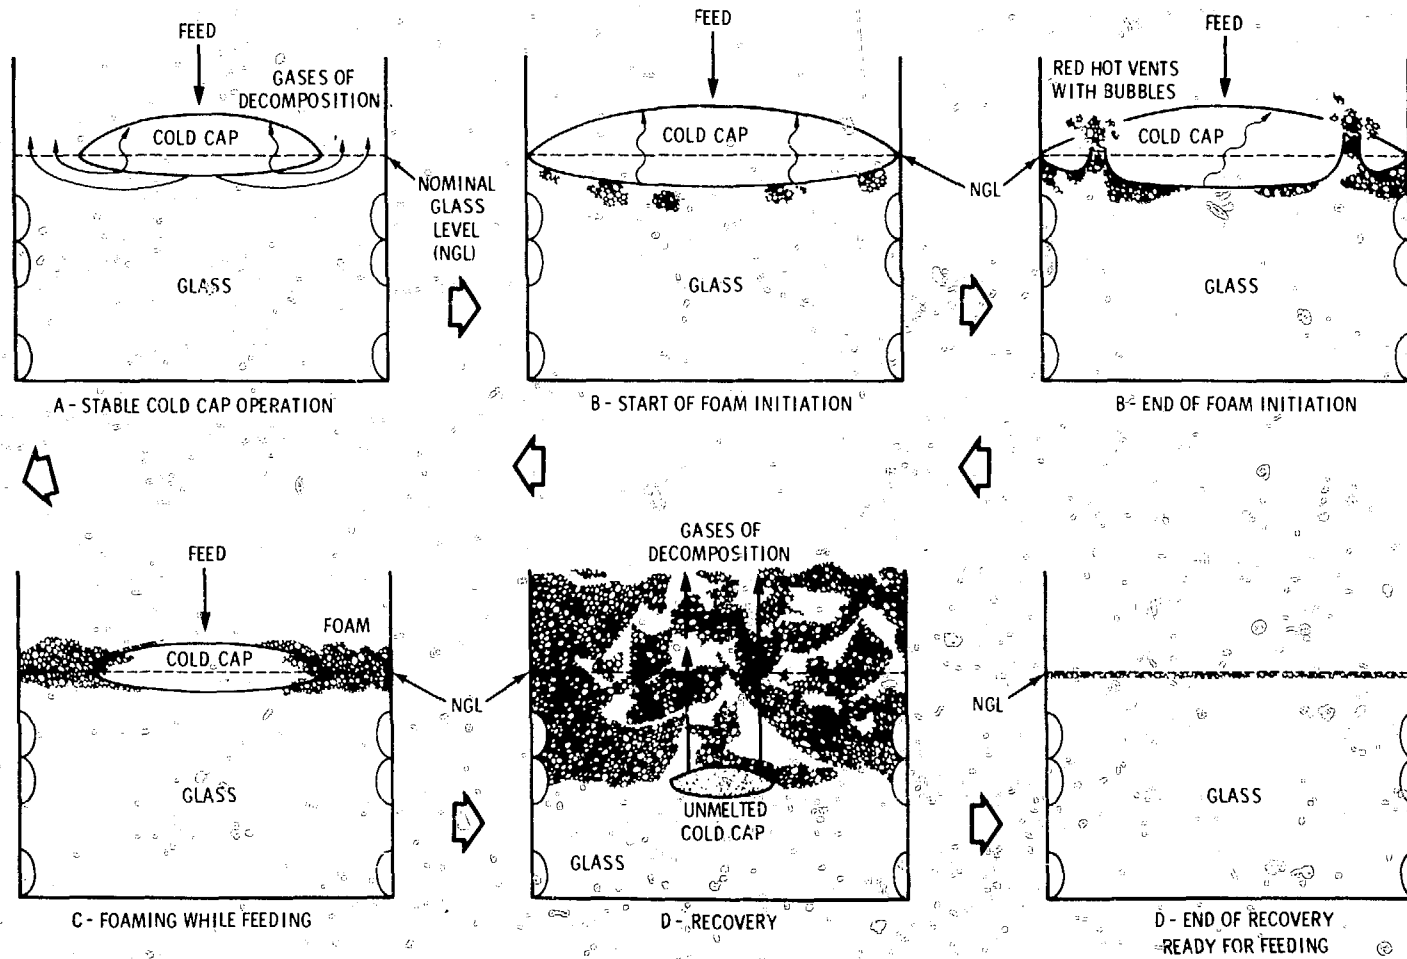 FEED
GASES OF
DECOMPOSITION
COLD CAP
NOMINAL
GLASS
LEVEL
(NGL)
GLASS
A - STABLE COLD CAP OPERATION
FEED
COLD CAP
NGL
GLASS
B - START OF FOAM INITIATION
FEED
RED HOT VENTS
WITH BUBBLES
COLD CAP
GLASS
B - END OF FOAM INITIATION
FEED
FOAM
COLD CAP
NGL
GLASS
C - FOAMING WHILE FEEDING
GASES OF
DECOMPOSITION
UNMELTED
COLD CAP
GLASS
D - RECOVERY
NGL
GLASS
D - END OF RECOVERY
READY FOR FEEDING